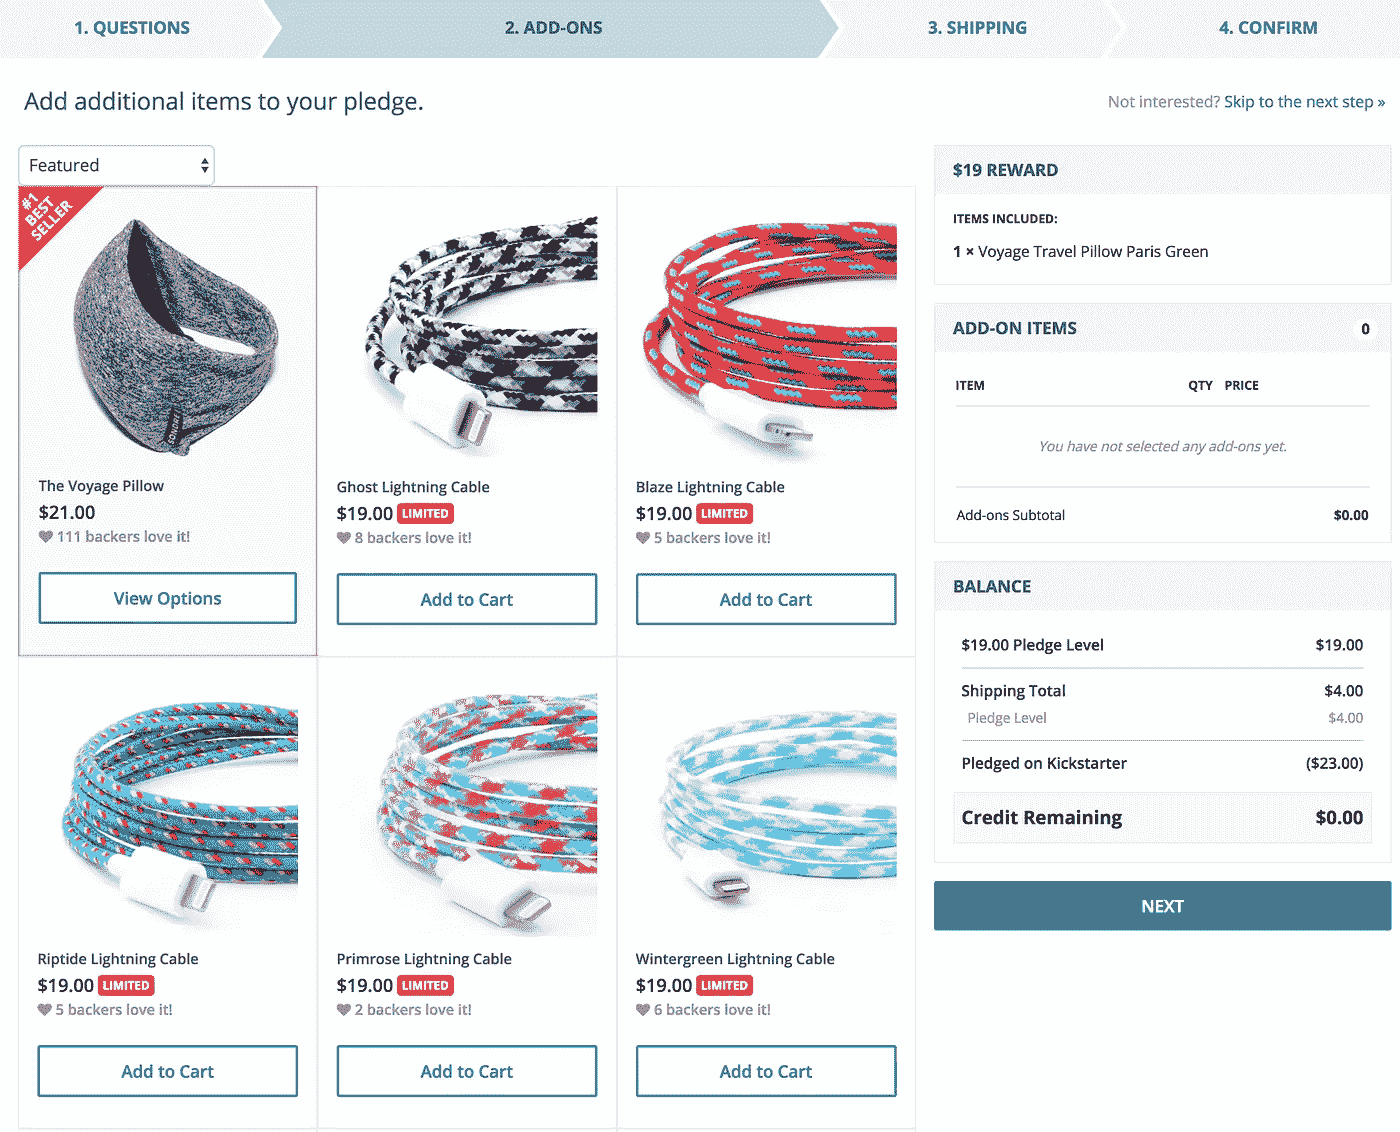 1. QUESTIONS
2. ADD-ONS
3. SHIPPING
4. CONFIRM
Add additional items to your pledge.
Not interested? Skip to the next step »
Featured
#1
BEST
SELLER
SONDRE
The Voyage Pillow
$21.00
111 backers love it!
View Options
Ghost Lightning Cable
$19.00 LIMITED
8 backers love it!
Add to Cart
Blaze Lightning Cable
$19.00 LIMITED
5 backers love it!
Add to Cart
Riptide Lightning Cable
$19.00 LIMITED
5 backers love it!
Add to Cart
Primrose Lightning Cable
$19.00 LIMITED
2 backers love it!
Add to Cart
Wintergreen Lightning Cable
$19.00 LIMITED
6 backers love it!
Add to Cart
$19 REWARD
ITEMS INCLUDED:
1 × Voyage Travel Pillow Paris Green
ADD-ON ITEMS 0
ITEM QTY PRICE
You have not selected any add-ons yet.
Add-ons Subtotal $0.00
BALANCE
$19.00 Pledge Level $19.00
Shipping Total $4.00
Pledge Level $4.00
Pledged on Kickstarter ($23.00)
Credit Remaining $0.00
NEXT